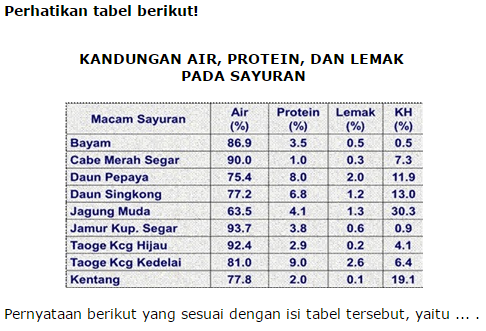 Perhatikan tabel berikut!
KANDUNGAN AIR, PROTEIN, DAN LEMAK
PADA SAYURAN
Macam Sayuran Air (%) Protein (%) Lemak (%) KH (%)
Bayam 86.9 3.5 0.5 0.5
Cabe Merah Segar 90.0 1.0 0.3 7.3
Daun Pepaya 75.4 8.0 2.0 11.9
Daun Singkong 77.2 6.8 1.2 13.0
Jagung Muda 63.5 4.1 1.3 30.3
Jamur Kup. Segar 93.7 3.8 0.6 0.9
Taoge Kcg Hijau 92.4 2.9 0.2 4.1
Taoge Kcg Kedelai 81.0 9.0 2.6 6.4
Kentang 77.8 2.0 0.1 19.1
Pernyataan berikut yang sesuai dengan isi tabel tersebut, yaitu ... .